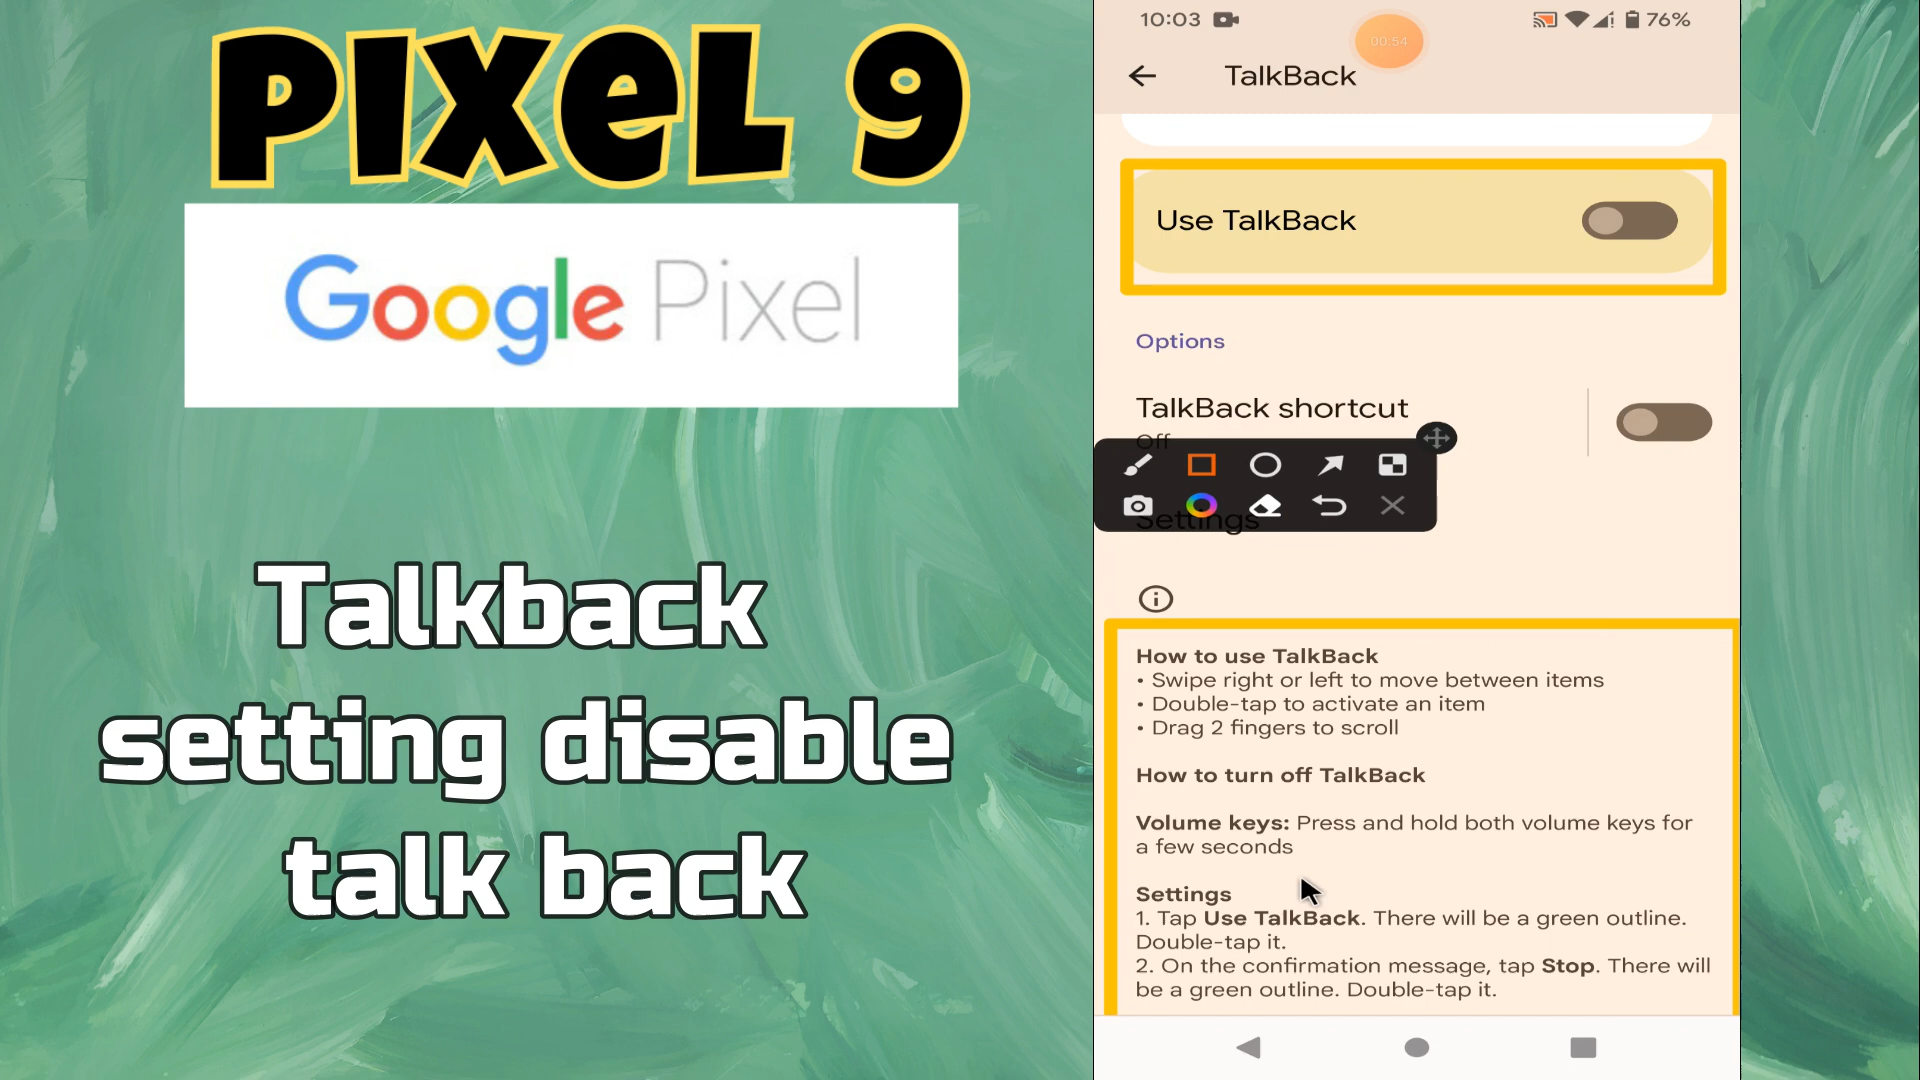 PIXEL 9
Google Pixel
Talkback
setting disable
talk back
10:03
76%
00:54
TalkBack
Use TalkBack
Options
TalkBack shortcut
Off
Settings
How to use TalkBack
• Swipe right or left to move between items
• Double-tap to activate an item
• Drag 2 fingers to scroll
How to turn off TalkBack
Volume keys: Press and hold both volume keys for
a few seconds
Settings
1. Tap Use TalkBack. There will be a green outline.
Double-tap it.
2. On the confirmation message, tap Stop. There will
be a green outline. Double-tap it.